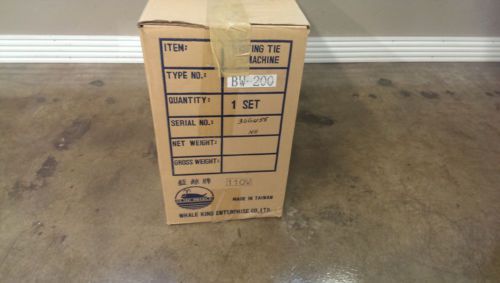 ITEM: ING TIE
MACHINE
TYPE NO.: BW-200
QUANTITY: 1 SET
SERIAL NO.:
NET WEIGHT:
GROSS WEIGHT:
110V
MADE IN TAIWAN
WHALE KING ENTERPRISE CO., LTD.